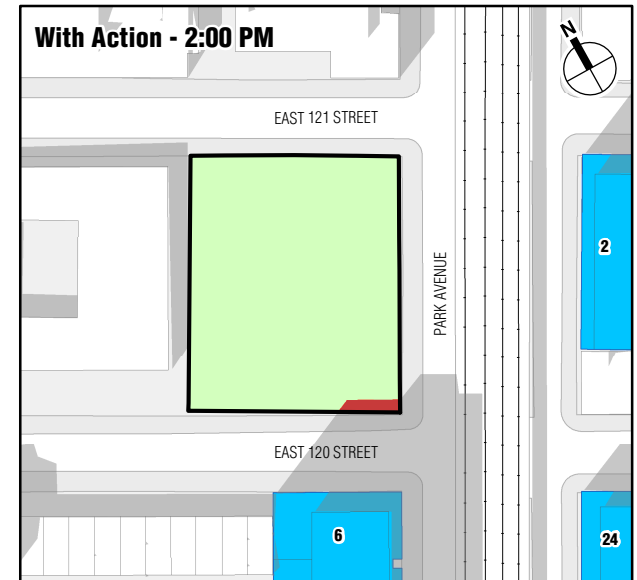 With Action - 2:00 PM
N
EAST 121 STREET
2
PARK AVENUE
EAST 120 STREET
6
24